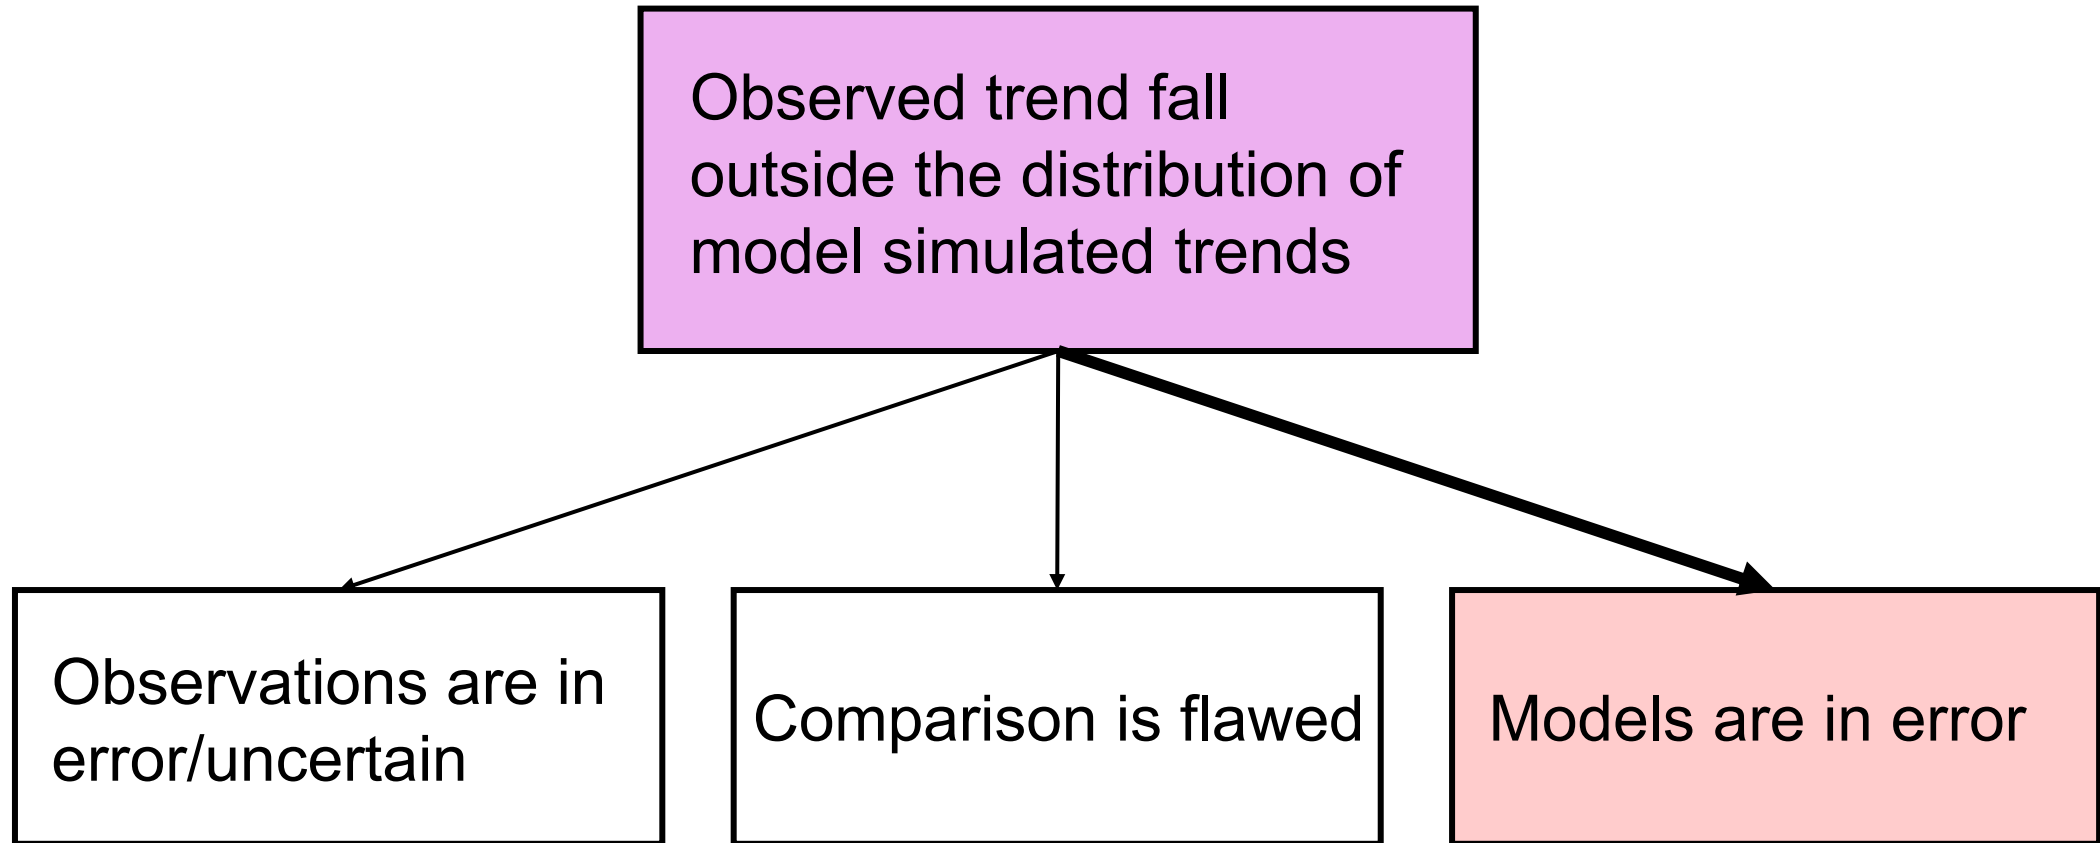 Observed trend fall
outside the distribution of
model simulated trends
Observations are in
error/uncertain
Comparison is flawed
Models are in error